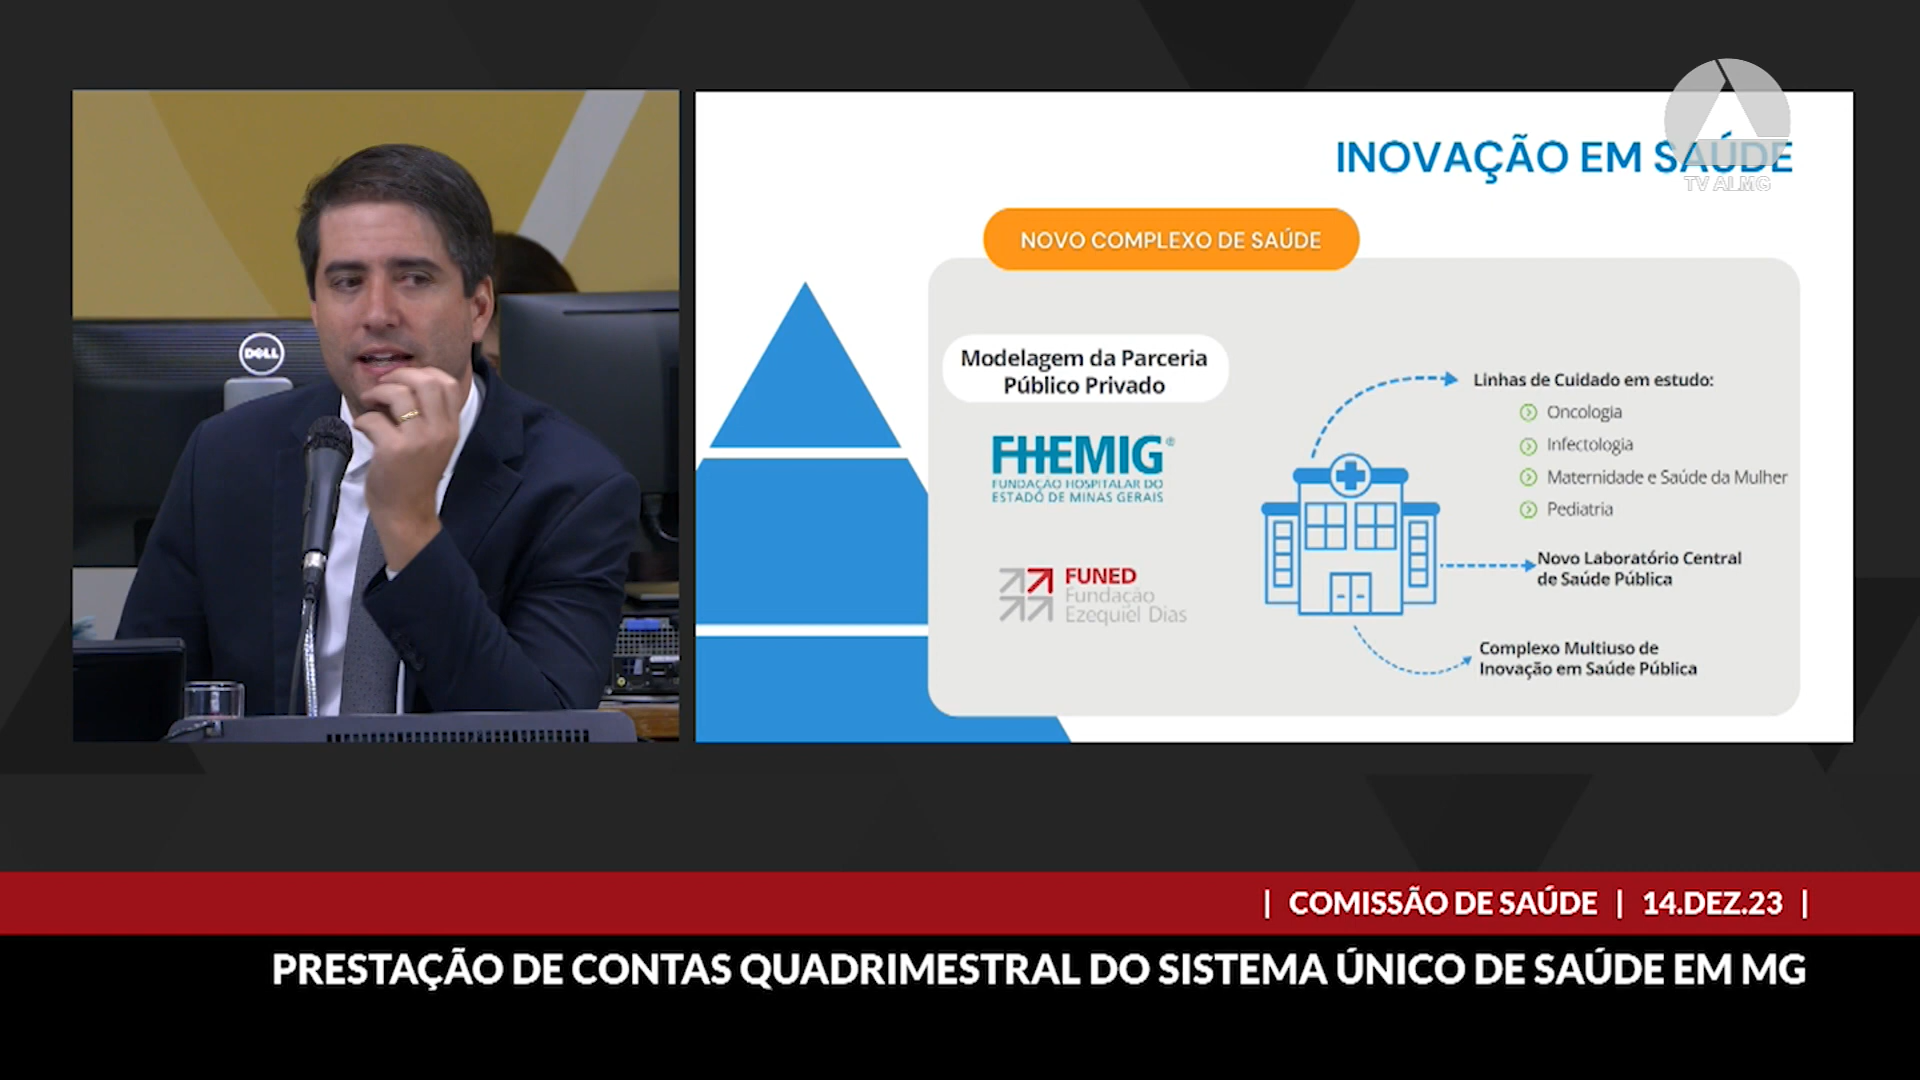 DELL
INOVAÇÃO EM SAÚDE
TV ALMG
NOVO COMPLEXO DE SAÚDE
Modelagem da Parceria
Público Privado
FHEMIG®
FUNDAÇÃO HOSPITALAR DO
ESTADO DE MINAS GERAIS
FUNED
Fundação
Ezequiel Dias
Linhas de Cuidado em estudo:
Oncologia
Infectologia
Maternidade e Saúde da Mulher
Pediatria
Novo Laboratório Central
de Saúde Pública
Complexo Multiuso de
Inovação em Saúde Pública
| COMISSÃO DE SAÚDE | 14.DEZ.23 |
PRESTAÇÃO DE CONTAS QUADRIMESTRAL DO SISTEMA ÚNICO DE SAÚDE EM MG